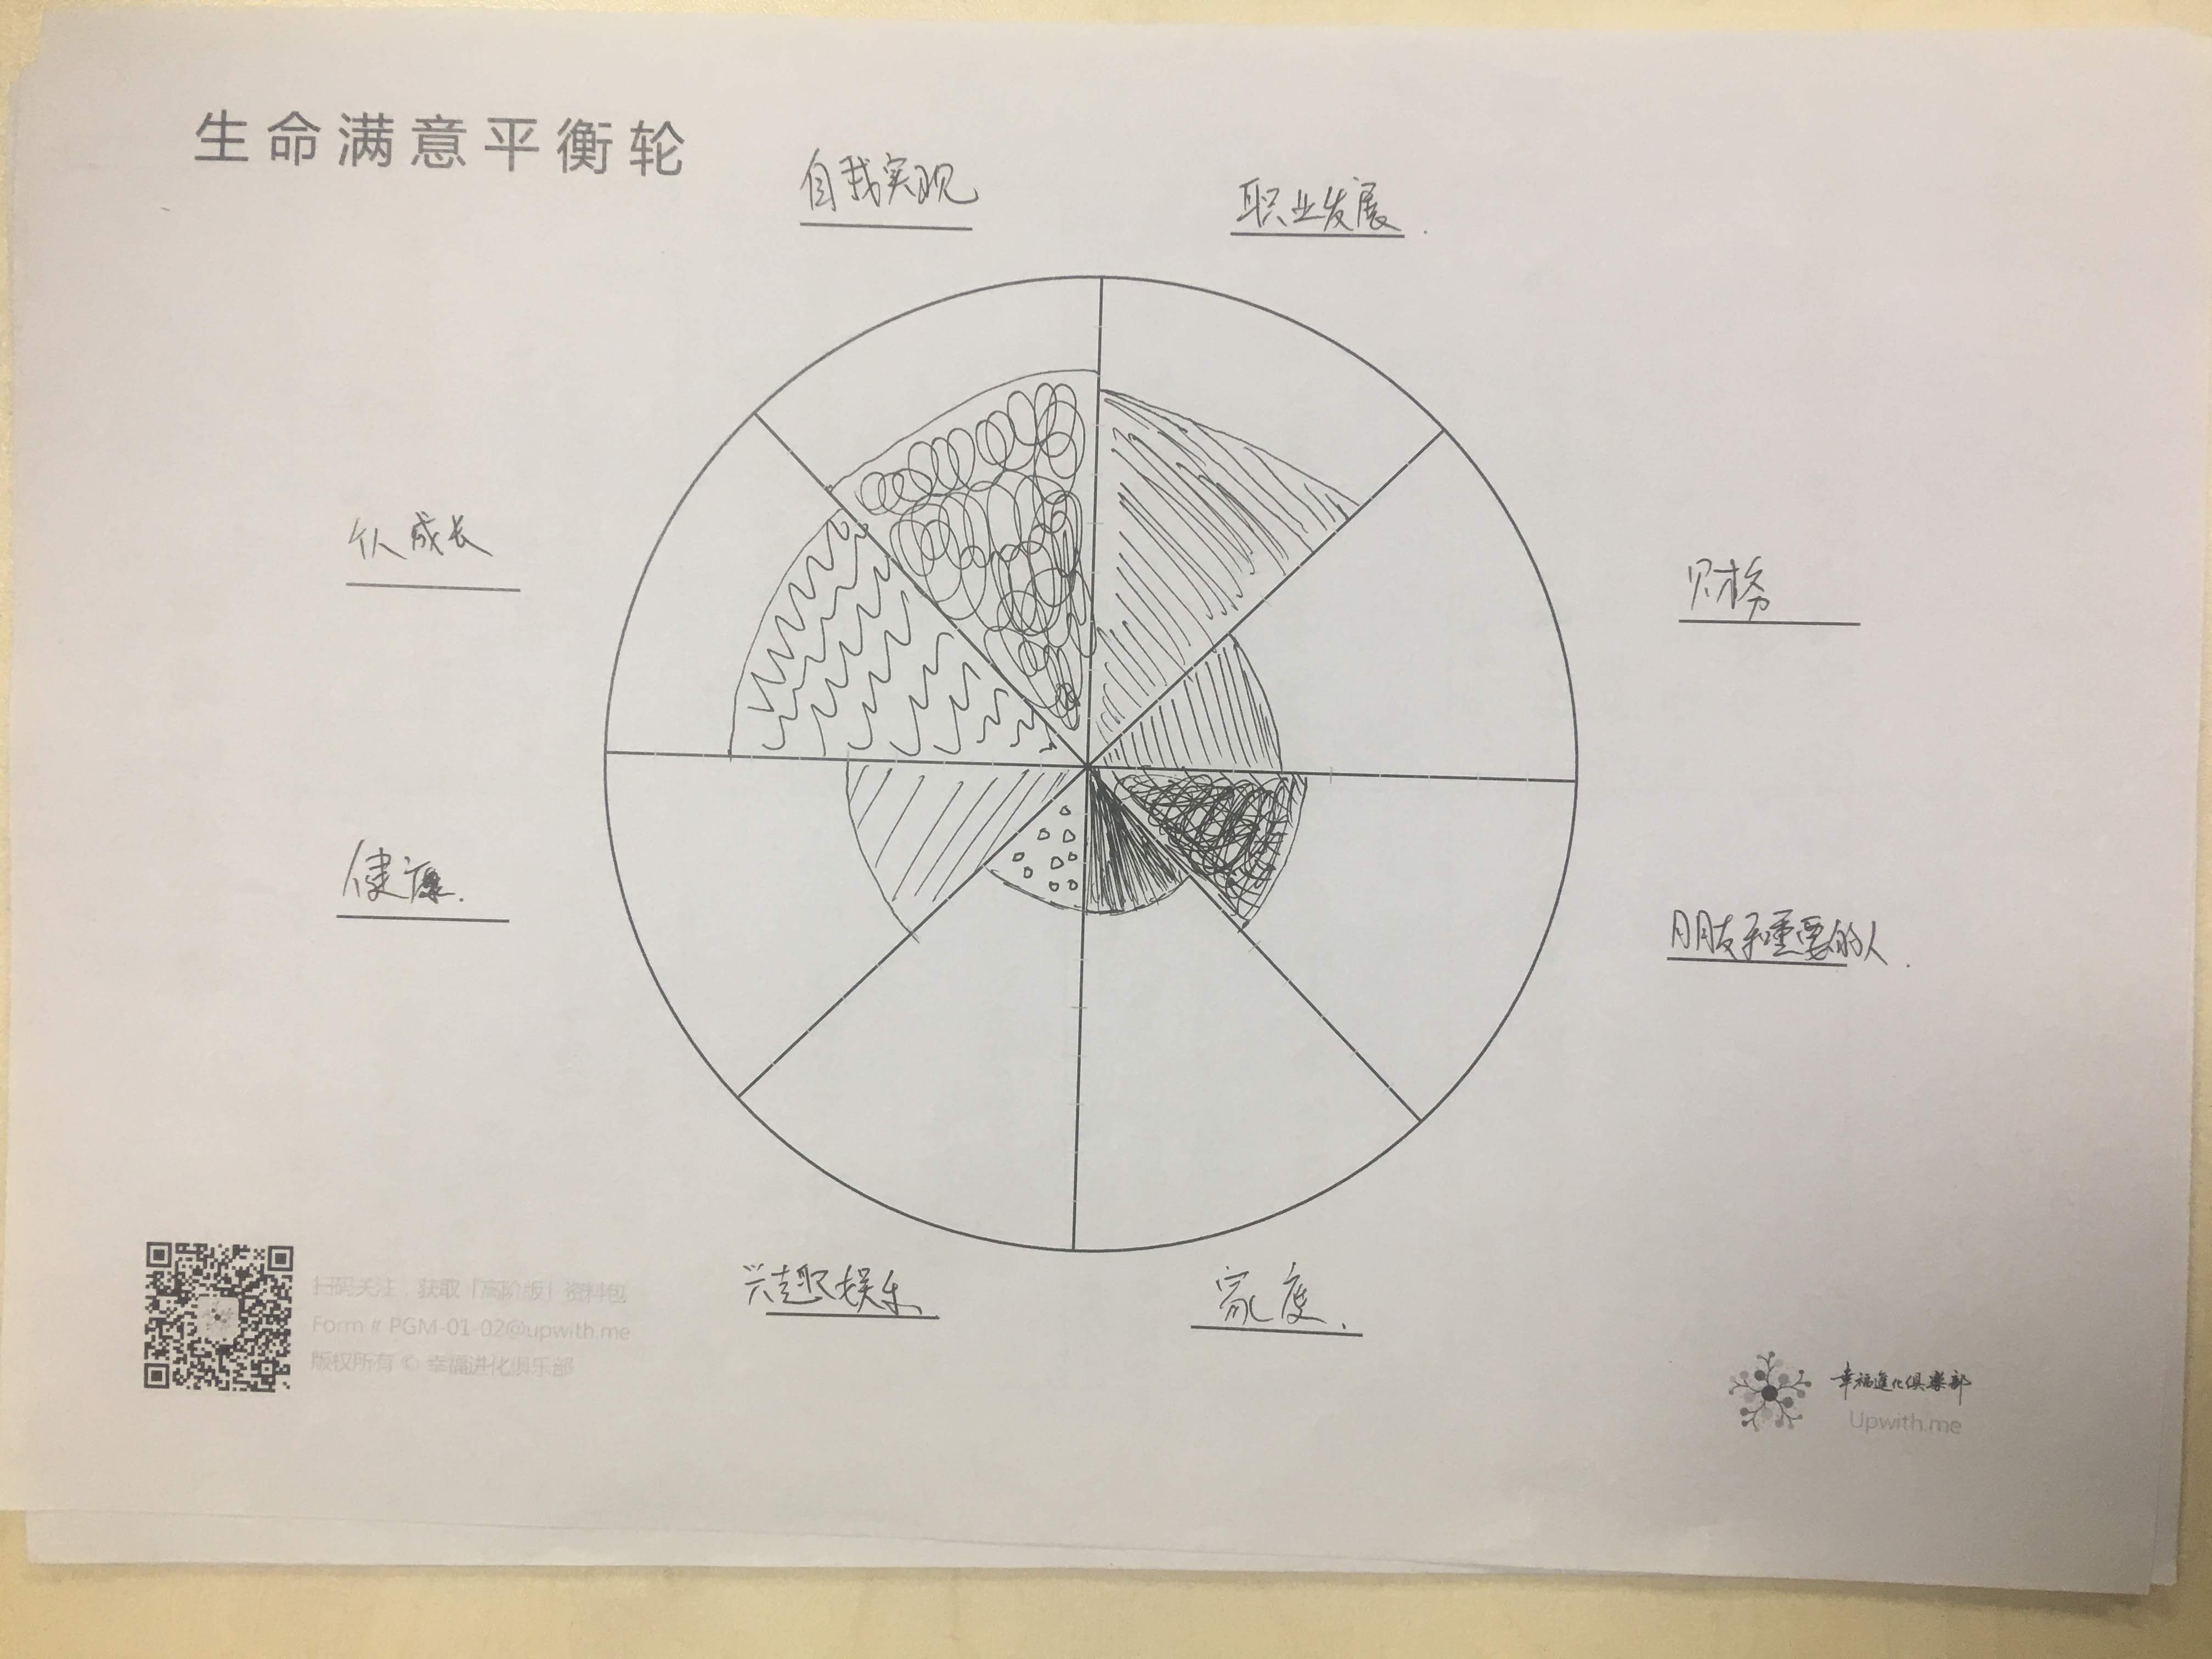 生命满意平衡轮
自我实现
职业发展.
个人成长
财务
健康.
朋友和重要的人.
兴趣娱乐
家庭.
扫码关注,获取「高阶版」资料包
Form # PGM-01-02@upwith.me
版权所有 © 幸福进化俱乐部
幸福進化俱樂部
Upwith.me